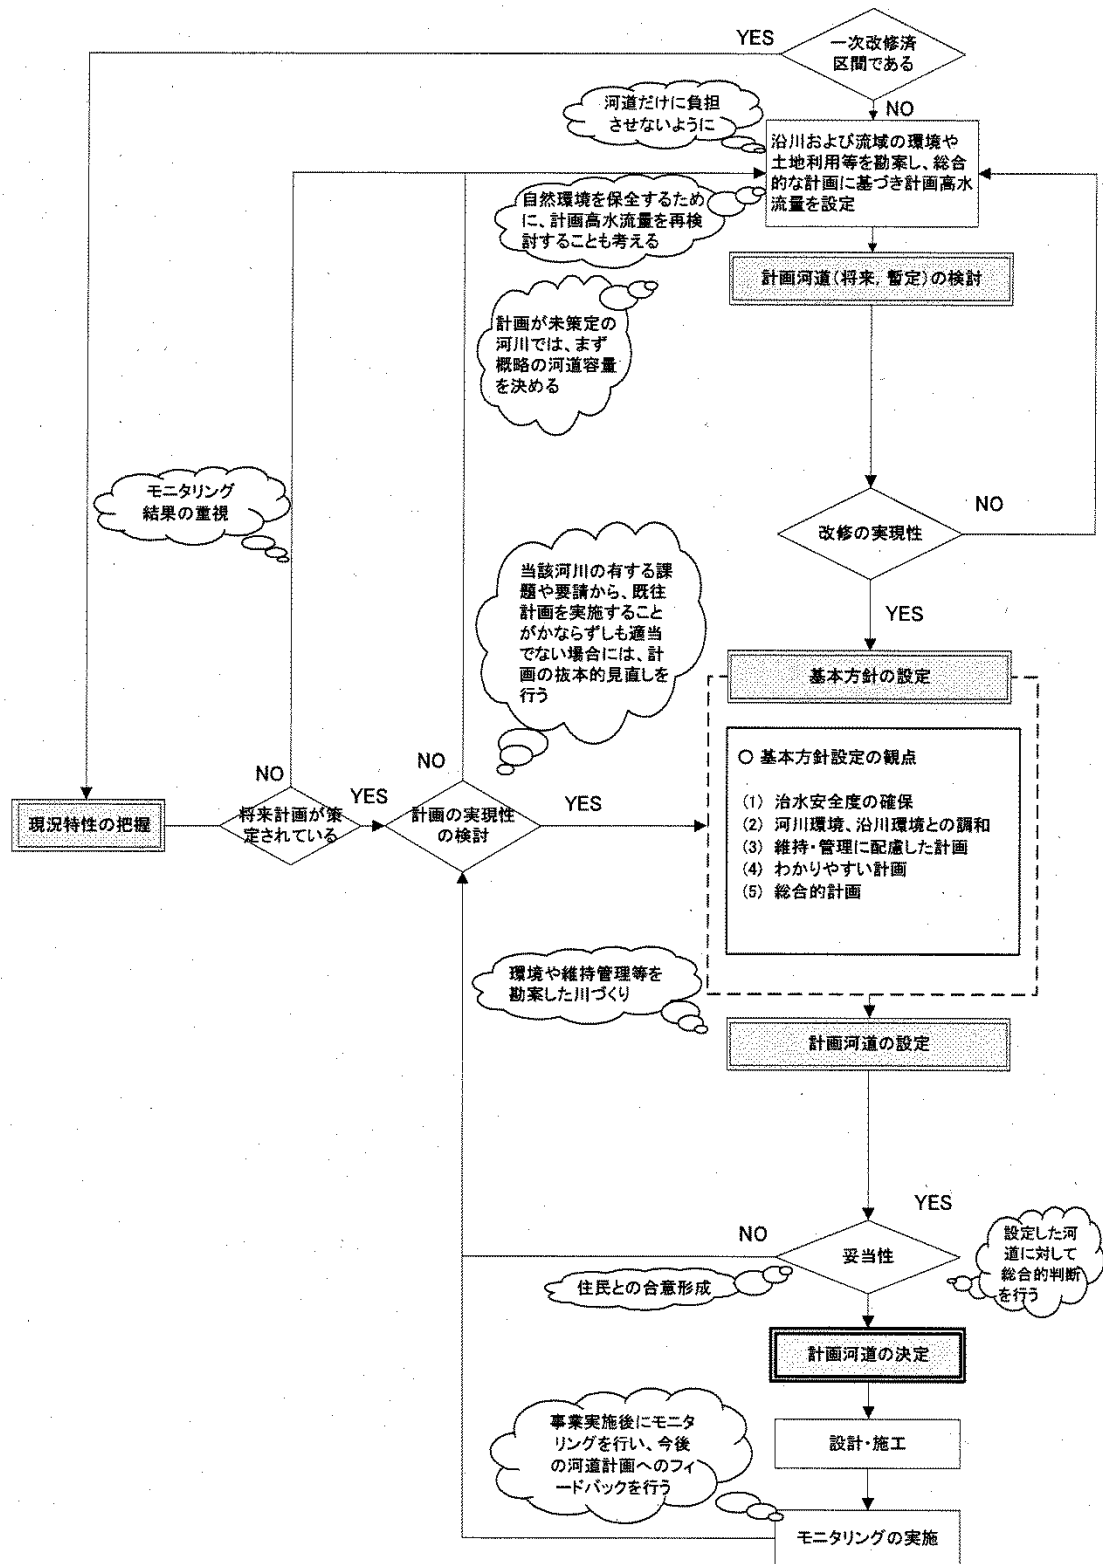 YES
一次改修済
区間である
NO
河道だけに負担
させないように
沿川および流域の環境や
土地利用等を勘案し、総合
的な計画に基づき計画高水
流量を設定
自然環境を保全するため
に、計画高水流量を再検
討することも考える
計画河道(将来, 暫定)の検討
計画が未策定の
河川では、まず
概略の河道容量
を決める
モニタリング
結果の重視
改修の実現性
NO
YES
当該河川の有する課
題や要請から、既往
計画を実施すること
がかならずしも適当
でない場合には、計
画の抜本的見直しを
行う
基本方針の設定
○ 基本方針設定の観点
(1) 治水安全度の確保
(2) 河川環境、沿川環境との調和
(3) 維持・管理に配慮した計画
(4) わかりやすい計画
(5) 総合的計画
現況特性の把握
NO
将来計画が策
定されている
YES
NO
計画の実現性
の検討
YES
環境や維持管理等を
勘案した川づくり
計画河道の設定
YES
NO
妥当性
設定した河
道に対して
総合的判断
を行う
住民との合意形成
計画河道の決定
設計・施工
事業実施後にモニタ
リングを行い、今後
の河道計画へのフィ
ードバックを行う
モニタリングの実施